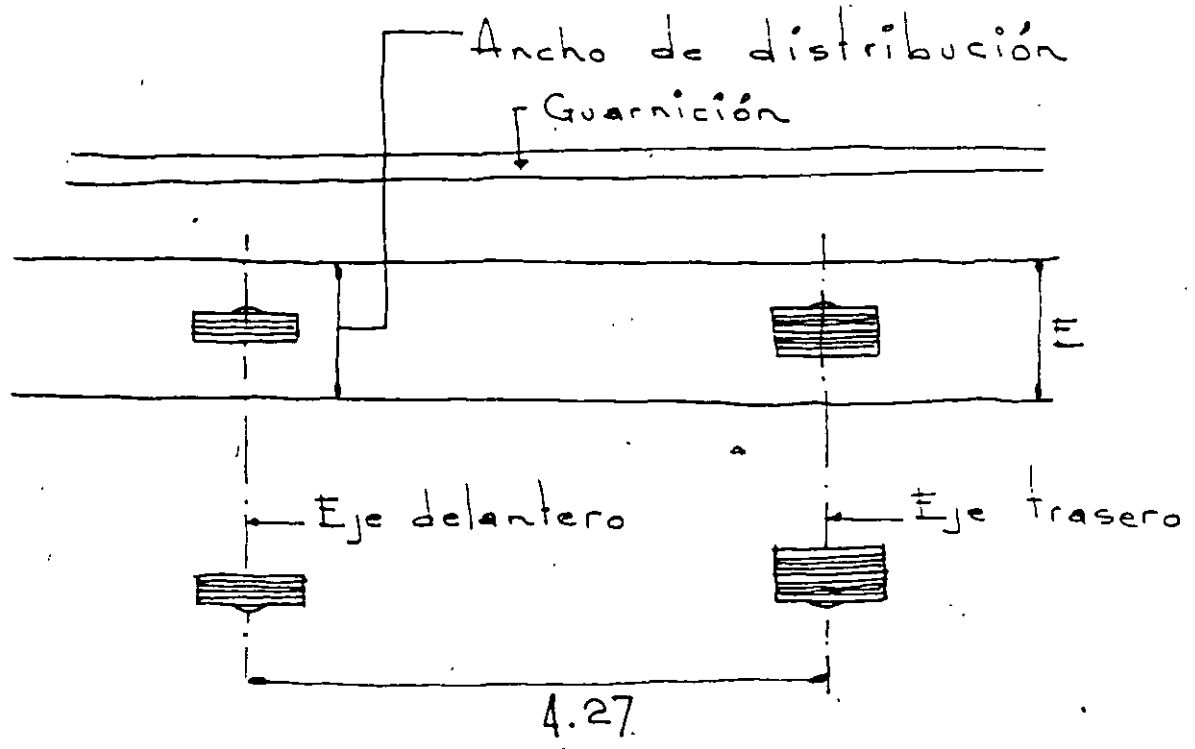 Ancho de distribución
Guarnición
E
Eje delantero
Eje trasero
4.27